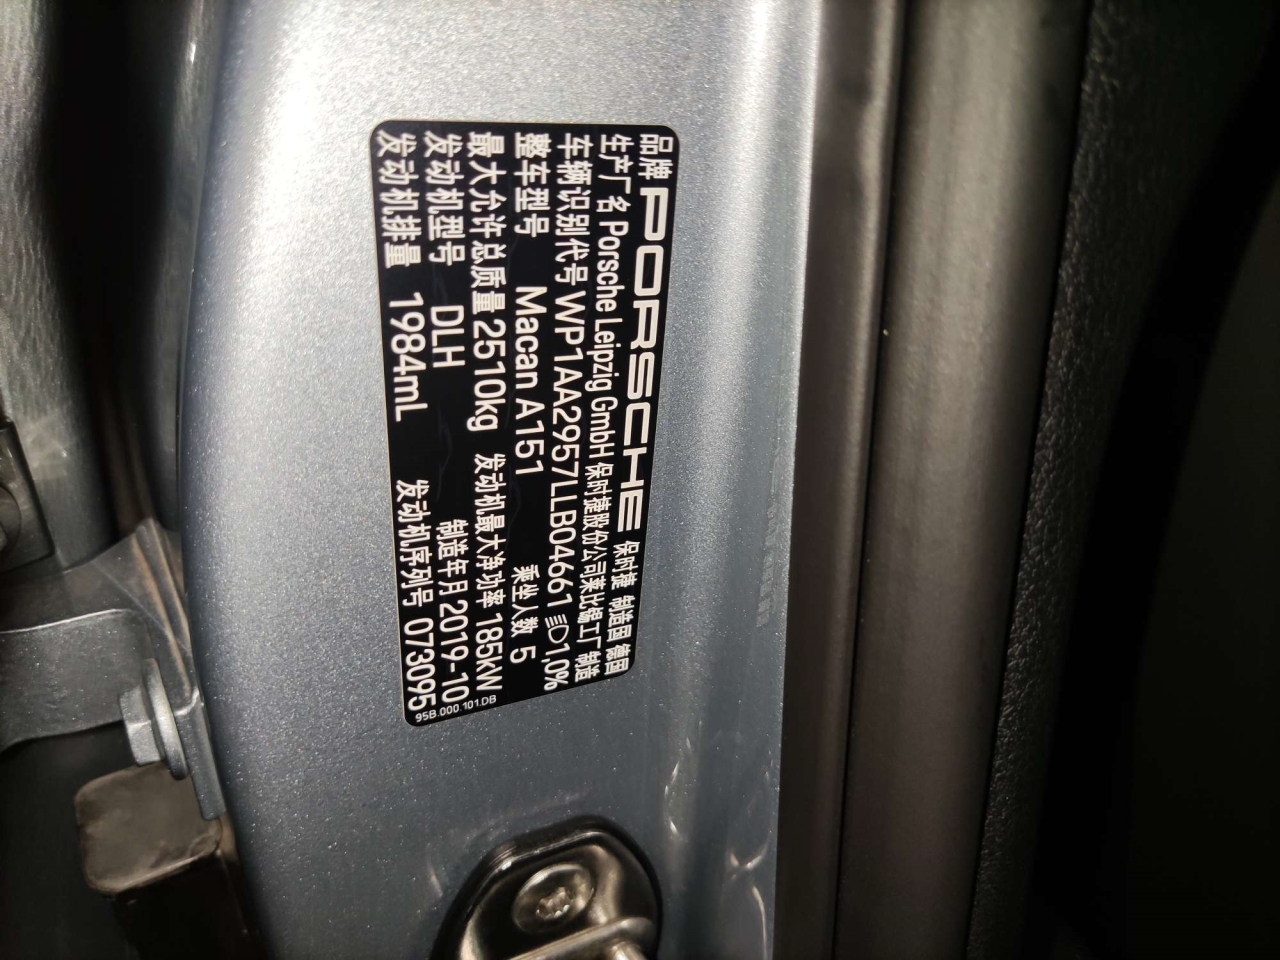 品牌 PORSCHE 保时捷 制造国 德国
生产厂名 Porsche Leipzig GmbH 保时捷股份公司莱比锡工厂制造
车辆识别代号 WP1AA2957LLB04661 1,0%
整车型号 Macan A151 乘坐人数 5
最大允许总质量 2510kg 发动机最大净功率 185kW
发动机型号 DLH 制造年月 2019-10
发动机排量 1984mL 发动机序列号 073095
95B.000.101.DB